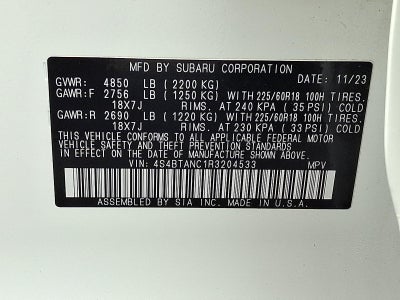 MFD BY SUBARU CORPORATION
GVWR: 4850 LB (2200 KG) DATE: 11/23
GAWR:F 2756 LB (1250 KG) WITH 225/60R18 100H TIRES.
18X7J RIMS. AT 240 KPA (35 PSI) COLD
GAWR:R 2690 LB (1220 KG) WITH 225/60R18 100H TIRES.
18X7J RIMS. AT 230 KPA (33 PSI) COLD
THIS VEHICLE CONFORMS TO ALL APPLICABLE FEDERAL MOTOR
VEHICLE SAFETY AND THEFT PREVENTION STANDARDS
IN EFFECT ON THE DATE OF MANUFACTURE SHOWN ABOVE.
VIN: 4S4BTANC1R3204533 MPV
ASSEMBLED BY SIA INC. MADE IN U.S.A.